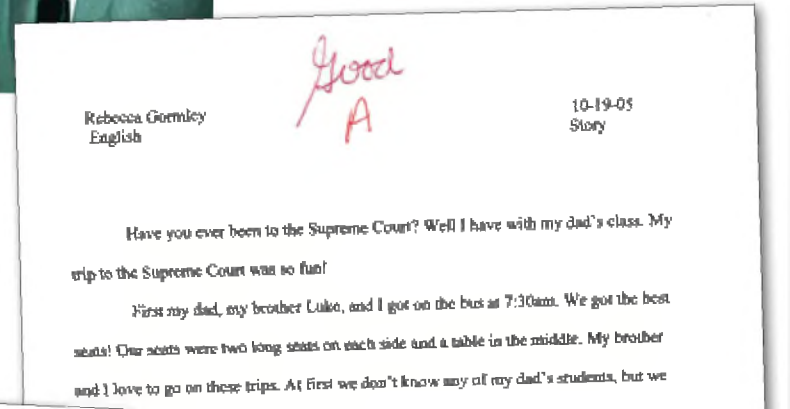 Good
A
Rebecca Gormley
English
10-19-05
Story
Have you ever been to the Supreme Court? Well I have with my dad's class. My
trip to the Supreme Court was so fun!
First my dad, my brother Luke, and I got on the bus at 7:30am. We got the best
seats! Our seats were two long seats on each side and a table in the middle. My brother
and I love to go on these trips. At first we don't know any of my dad's students, but we